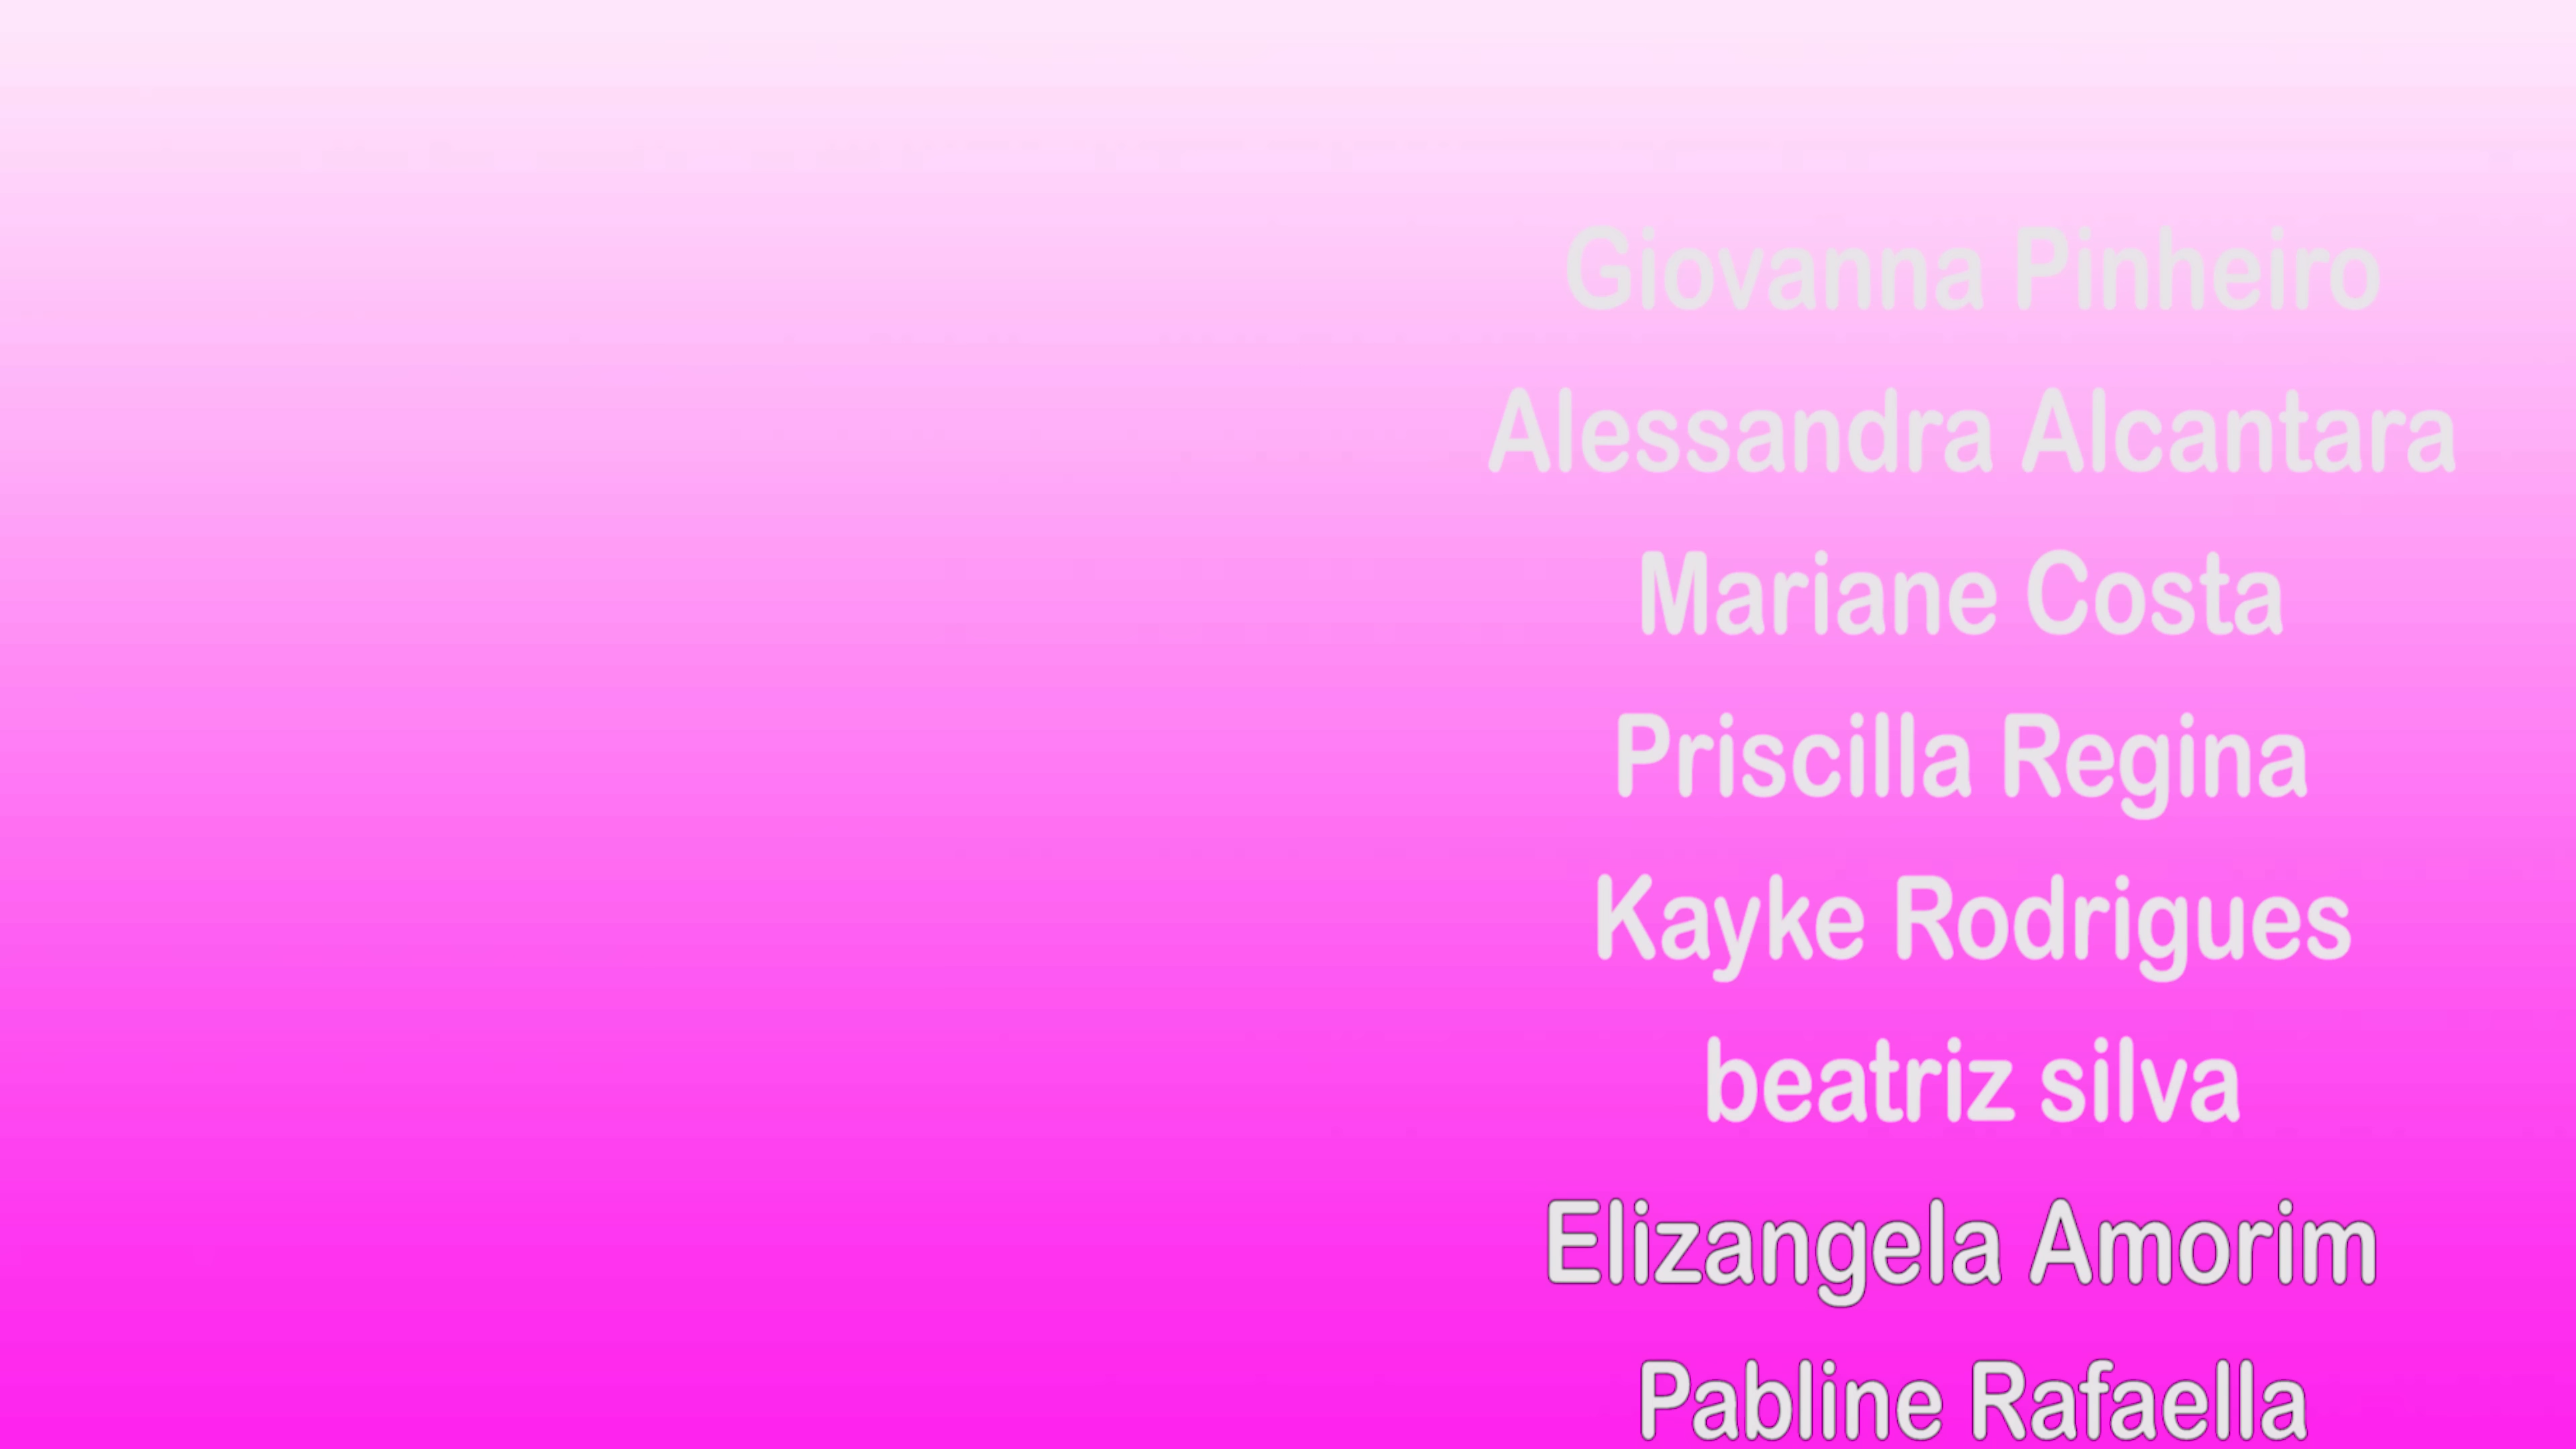 Giovanna Pinheiro
Alessandra Alcantara
Mariane Costa
Priscilla Regina
Kayke Rodrigues
beatriz silva
Elizangela Amorim
Pabline Rafaella